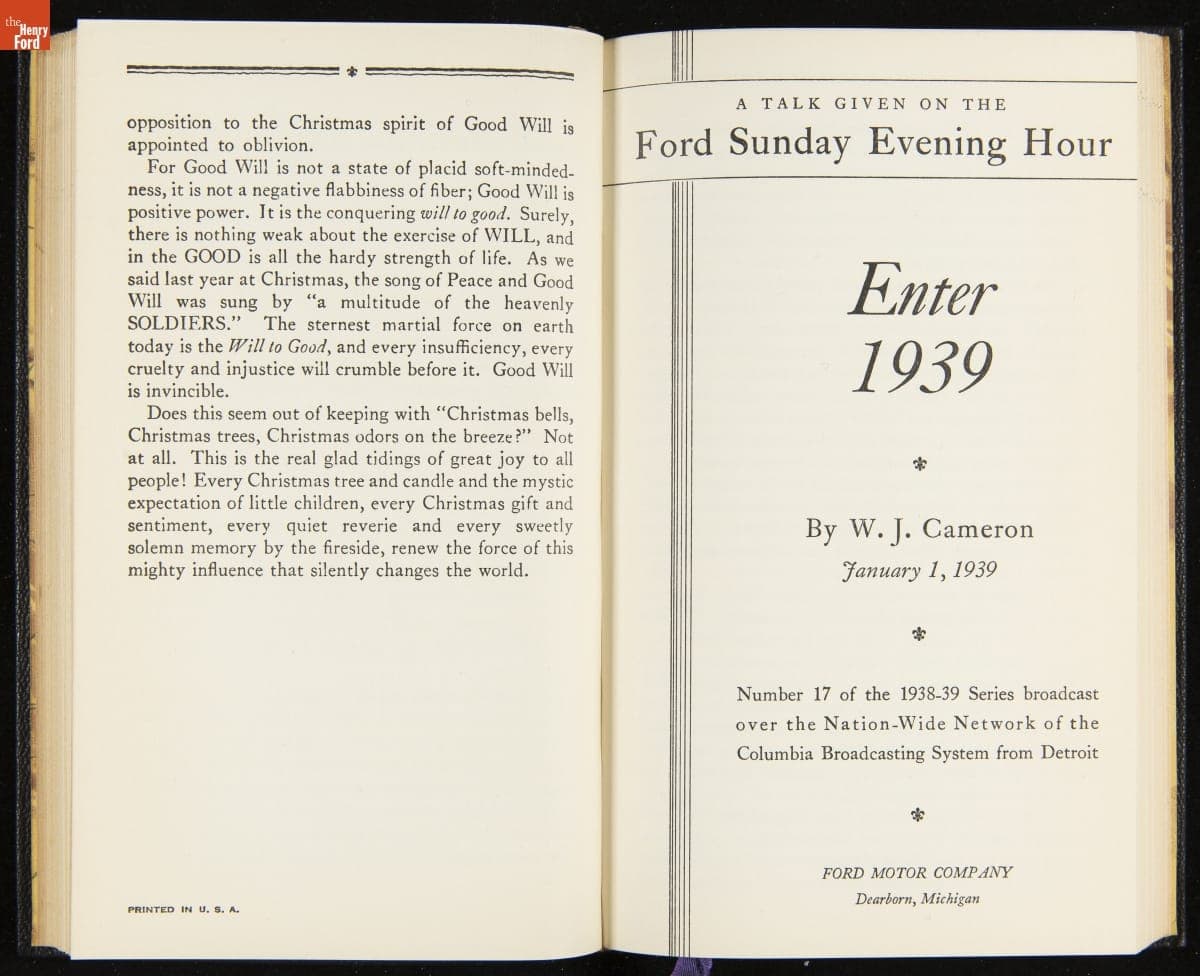 the
Henry
Ford
opposition to the Christmas spirit of Good Will is
appointed to oblivion.
For Good Will is not a state of placid soft-minded-
ness, it is not a negative flabbiness of fiber; Good Will is
positive power. It is the conquering will to good. Surely,
there is nothing weak about the exercise of WILL, and
in the GOOD is all the hardy strength of life. As we
said last year at Christmas, the song of Peace and Good
Will was sung by “a multitude of the heavenly
SOLDIERS.” The sternest martial force on earth
today is the Will to Good, and every insufficiency, every
cruelty and injustice will crumble before it. Good Will
is invincible.
Does this seem out of keeping with “Christmas bells,
Christmas trees, Christmas odors on the breeze?” Not
at all. This is the real glad tidings of great joy to all
people! Every Christmas tree and candle and the mystic
expectation of little children, every Christmas gift and
sentiment, every quiet reverie and every sweetly
solemn memory by the fireside, renew the force of this
mighty influence that silently changes the world.
PRINTED IN U. S. A.
A TALK GIVEN ON THE
Ford Sunday Evening Hour
Enter
1939
By W. J. Cameron
January 1, 1939
Number 17 of the 1938-39 Series broadcast
over the Nation-Wide Network of the
Columbia Broadcasting System from Detroit
FORD MOTOR COMPANY
Dearborn, Michigan